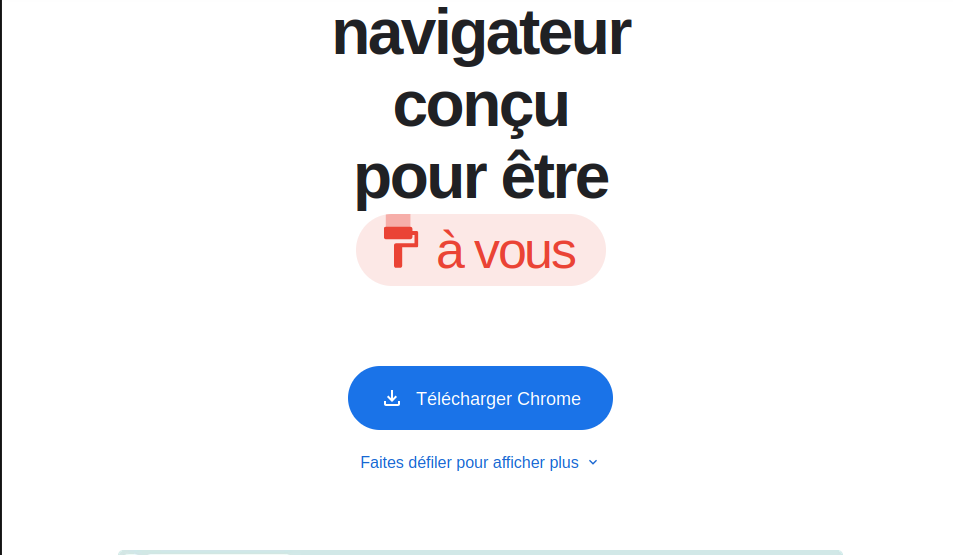 navigateur
conçu
pour être
à vous
Télécharger Chrome
Faites défiler pour afficher plus